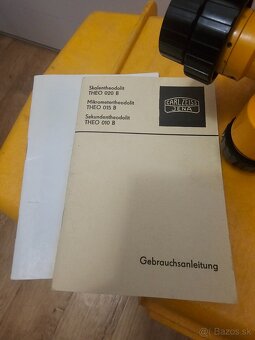 Skalentheodolit
THEO 020 B
Mikrometertheodolit
THEO 015 B
Sekundentheodolit
THEO 010 B
CARL ZEISS
JENA
Gebrauchsanleitung
Bazos.sk